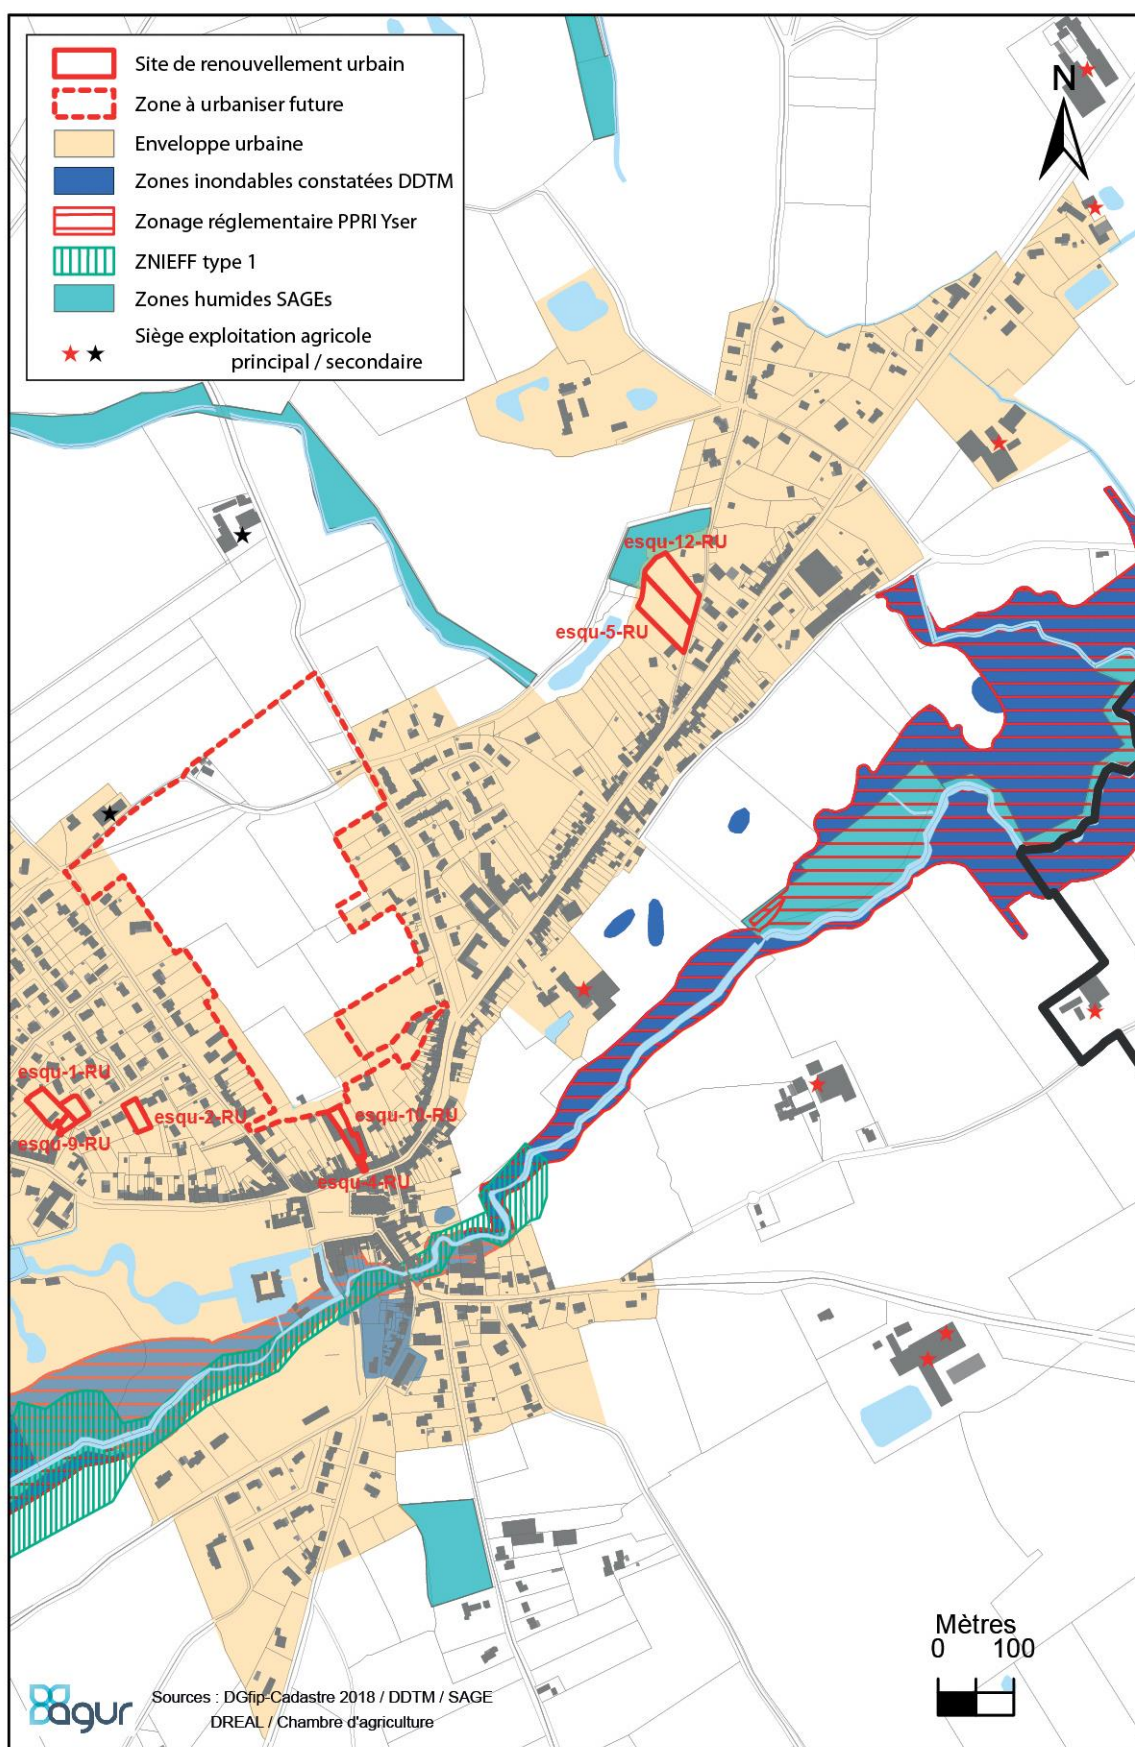 Site de renouvellement urbain
Zone à urbaniser future
Enveloppe urbaine
Zones inondables constatées DDTM
Zonage réglementaire PPRI Yser
ZNIEFF type 1
Zones humides SAGEs
Siège exploitation agricole
principal / secondaire
N
esqu-12-RU
esqu-5-RU
esqu-1-RU
esqu-2-RU
esqu-10-RU
esqu-9-RU
esqu-4-RU
Mètres
0 100
agur
Sources : DGfip-Cadastre 2018 / DDTM / SAGE
DREAL / Chambre d'agriculture